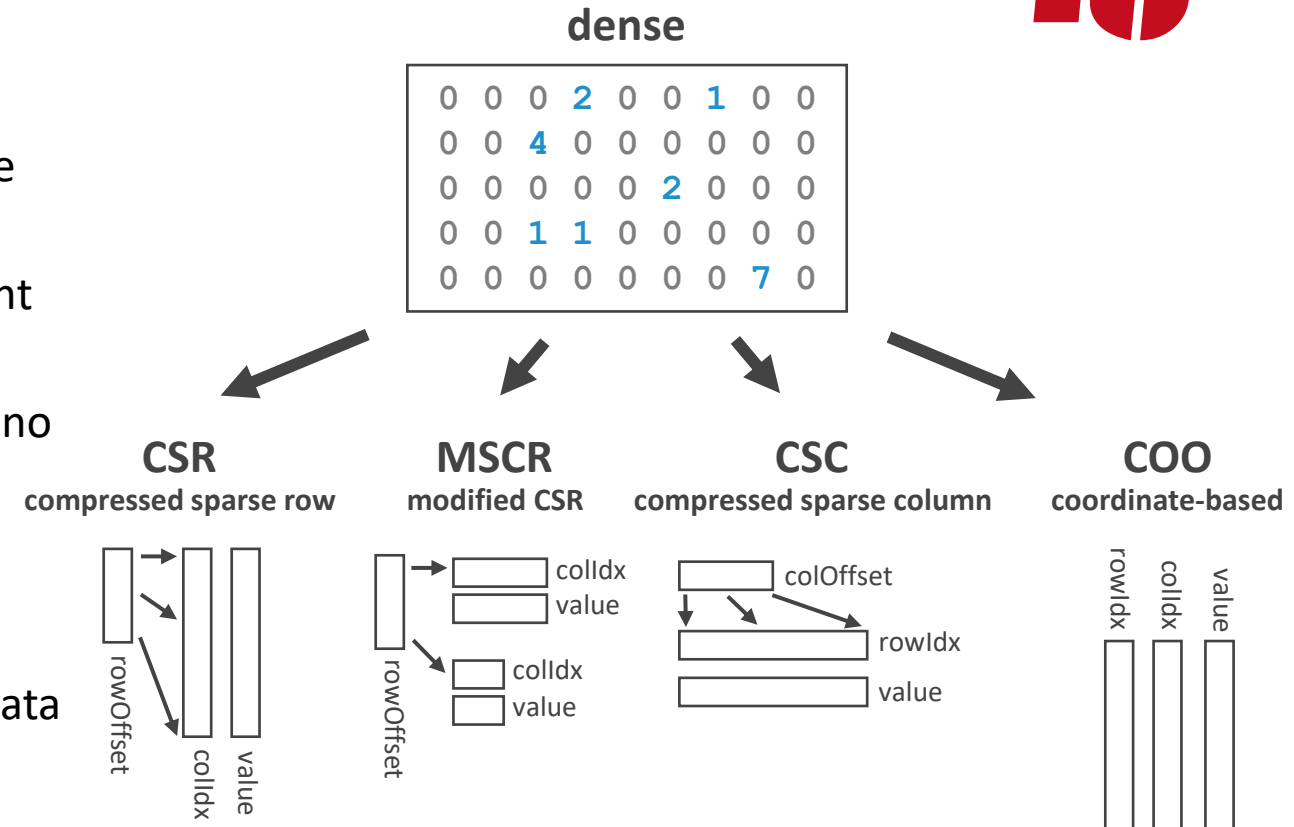 dense
0 0 0 2 0 0 1 0 0
0 0 4 0 0 0 0 0 0
0 0 0 0 0 2 0 0 0
0 0 1 1 0 0 0 0 0
0 0 0 0 0 0 0 7 0
e
nt
no
ata
CSR
compressed sparse row
rowOffset
colIdx
value
MSCR
modified CSR
rowOffset
colIdx
value
colIdx
value
CSC
compressed sparse column
colOffset
rowIdx
value
COO
coordinate-based
rowIdx
colIdx
value